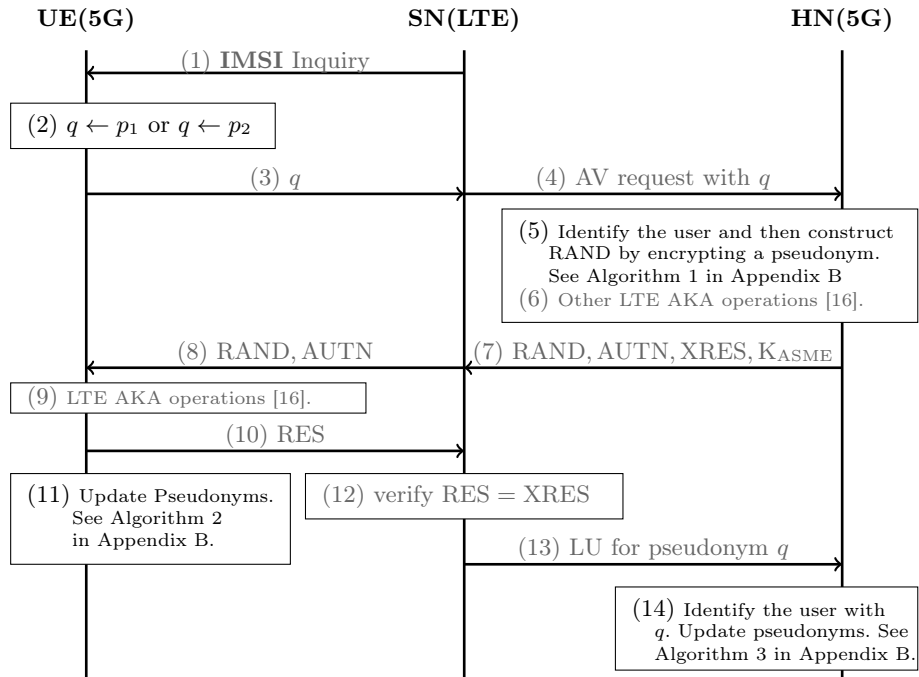 UE(5G) SN(LTE) HN(5G)
(1) IMSI Inquiry
(2) q ← p₁ or q ← p₂
(3) q
(4) AV request with q
(5) Identify the user and then construct
RAND by encrypting a pseudonym.
See Algorithm 1 in Appendix B
(6) Other LTE AKA operations [16].
(8) RAND, AUTN
(7) RAND, AUTN, XRES, K_ASME
(9) LTE AKA operations [16].
(10) RES
(11) Update Pseudonyms.
See Algorithm 2
in Appendix B.
(12) verify RES = XRES
(13) LU for pseudonym q
(14) Identify the user with
q. Update pseudonyms. See
Algorithm 3 in Appendix B.